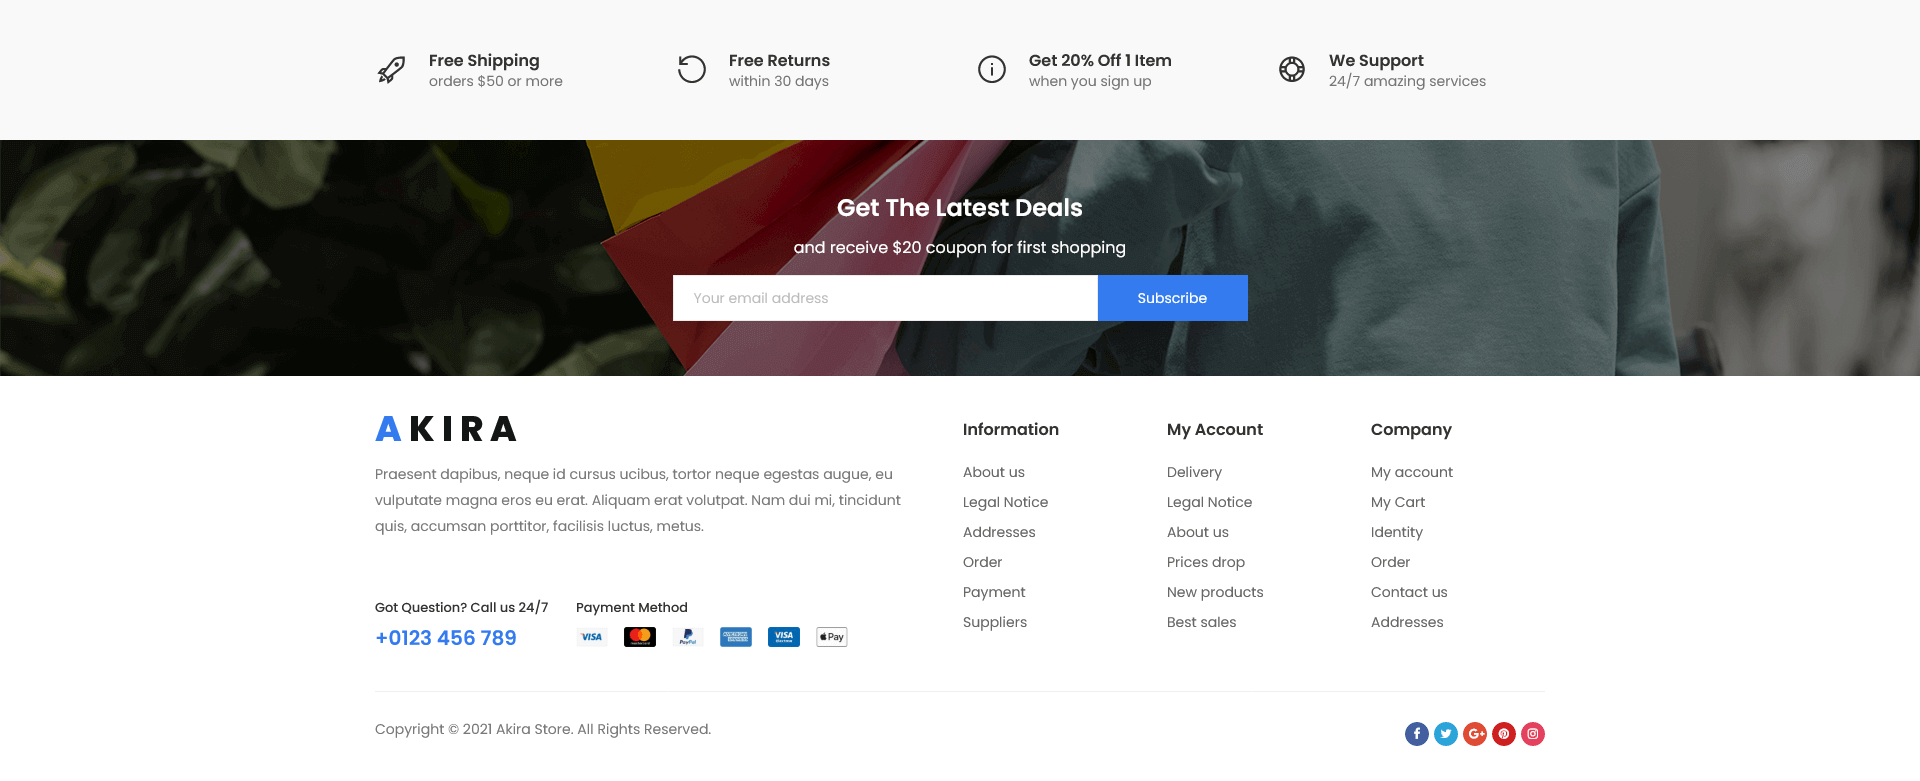 Free Shipping
orders $50 or more
Free Returns
within 30 days
Get 20% Off 1 Item
when you sign up
We Support
24/7 amazing services
Get The Latest Deals
and receive $20 coupon for first shopping
Your email address
Subscribe
AKIRA
Praesent dapibus, neque id cursus ucibus, tortor neque egestas augue, eu
vulputate magna eros eu erat. Aliquam erat volutpat. Nam dui mi, tincidunt
quis, accumsan porttitor, facilisis luctus, metus.
Got Question? Call us 24/7
+0123 456 789
Payment Method
VISA
PayPal
VISA
Pay
Information
About us
Legal Notice
Addresses
Order
Payment
Suppliers
My Account
Delivery
Legal Notice
About us
Prices drop
New products
Best sales
Company
My account
My Cart
Identity
Order
Contact us
Addresses
Copyright © 2021 Akira Store. All Rights Reserved.